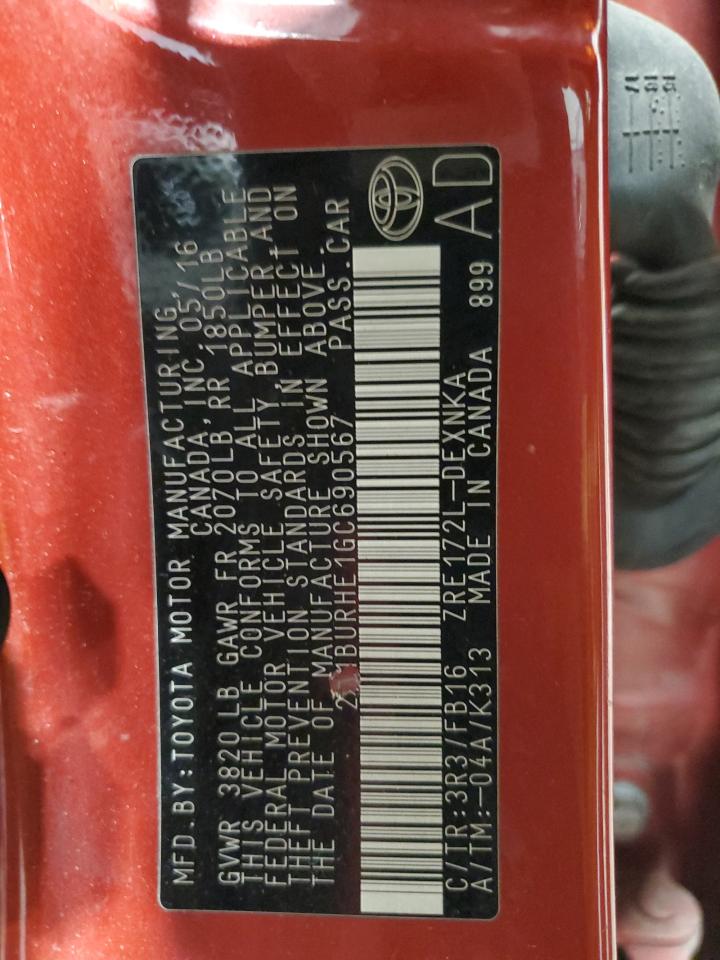 MFD.BY:TOYOTA MOTOR MANUFACTURING
CANADA, INC. 05/16
GVWR 3820LB GAWR FR 2070LB RR 1850LB
THIS VEHICLE CONFORMS TO ALL APPLICABLE
FEDERAL MOTOR VEHICLE SAFETY, BUMPER, AND
THEFT PREVENTION STANDARDS IN EFFECT ON
THE DATE OF MANUFACTURE SHOWN ABOVE.
BURHE1GC690567 PASS.CAR
C/TR:3R3/FB16 ZRE172L-DEXNKA
A/TM:-04A/K313 MADE IN CANADA 899 AD